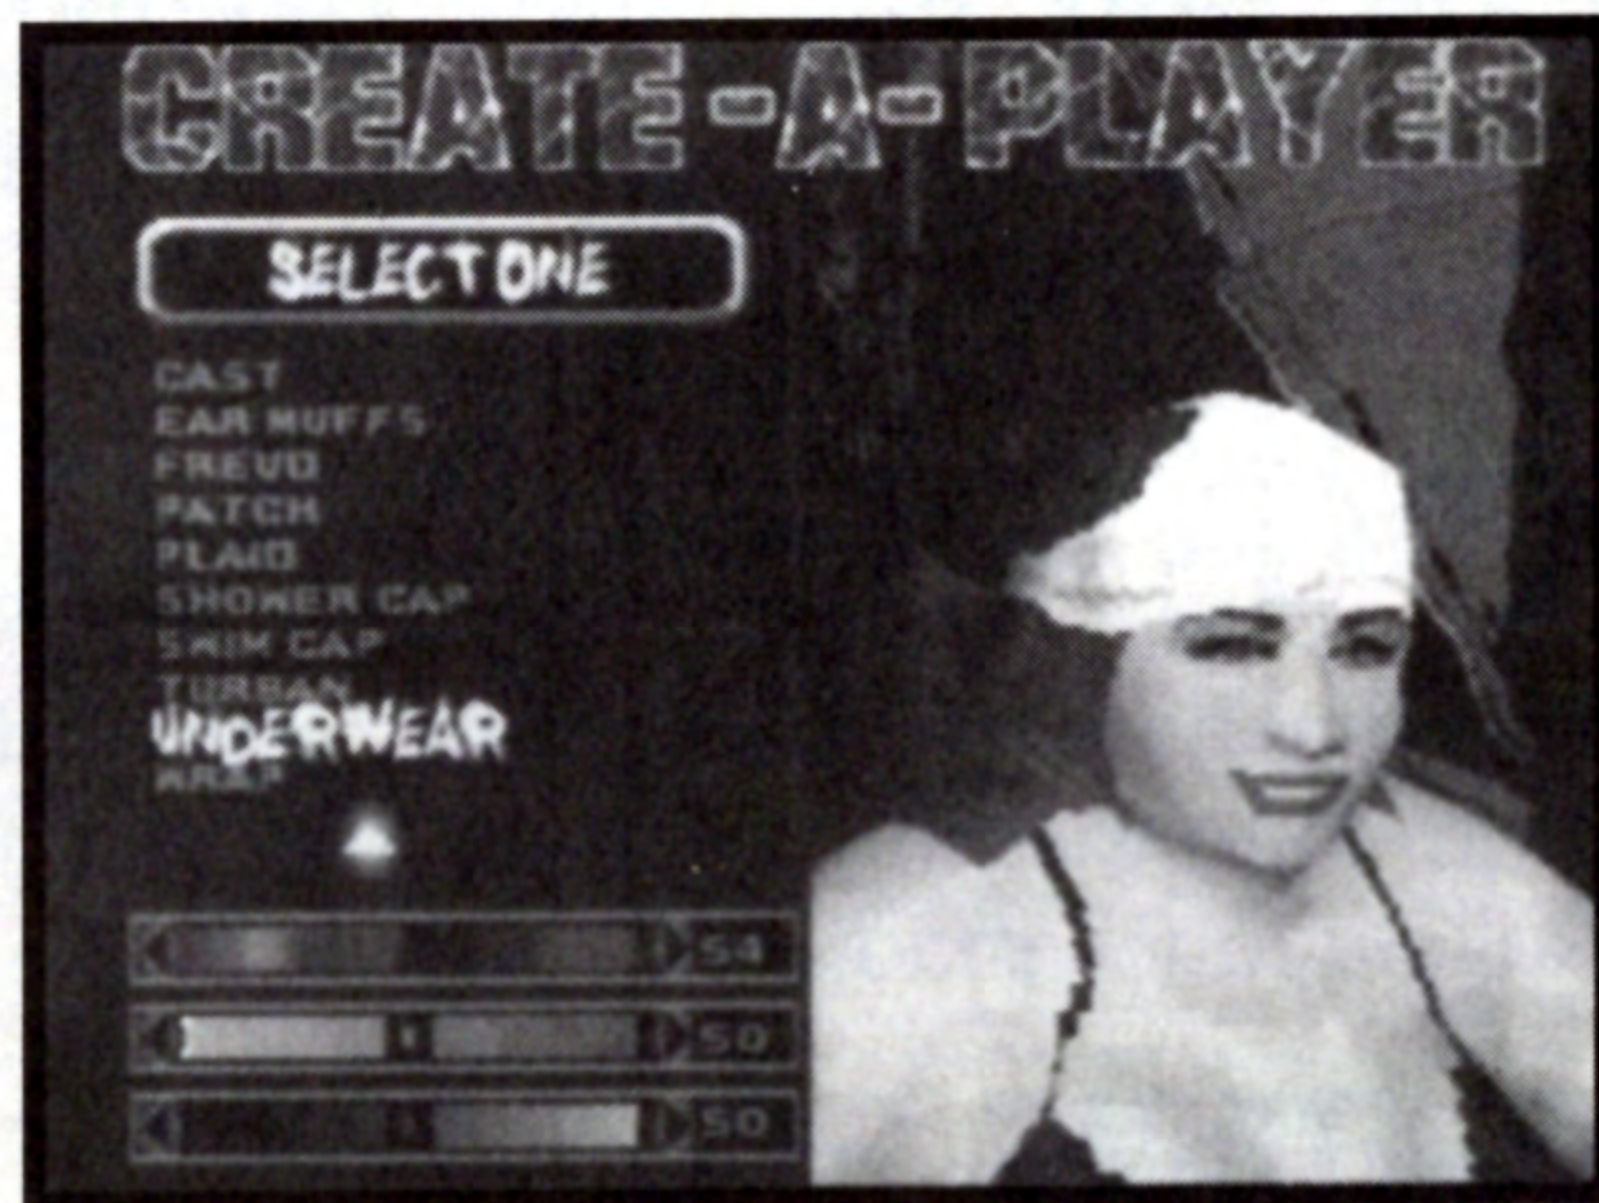 CREATE-A-PLAYER
SELECT ONE
CAST
EAR MUFFS
FREVO
PATCH
PLAID
SHOWER CAP
SWIM CAP
TURBAN
UNDERWEAR
WRAP
54
50
50